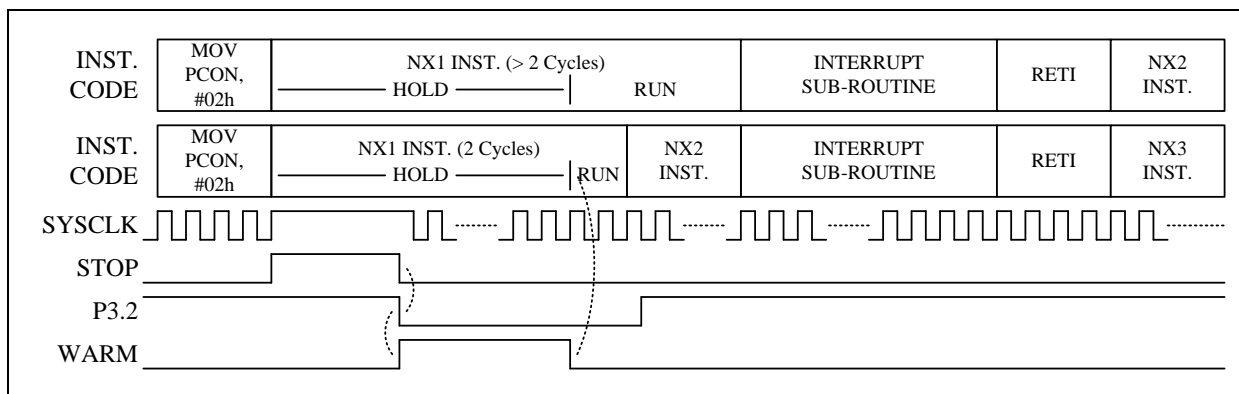 INST.
CODE
MOV
PCON,
#02h
NX1 INST. (> 2 Cycles)
HOLD
RUN
INTERRUPT
SUB-ROUTINE
RETI
NX2
INST.
INST.
CODE
MOV
PCON,
#02h
NX1 INST. (2 Cycles)
HOLD
RUN
NX2
INST.
INTERRUPT
SUB-ROUTINE
RETI
NX3
INST.
SYSCLK
STOP
P3.2
WARM